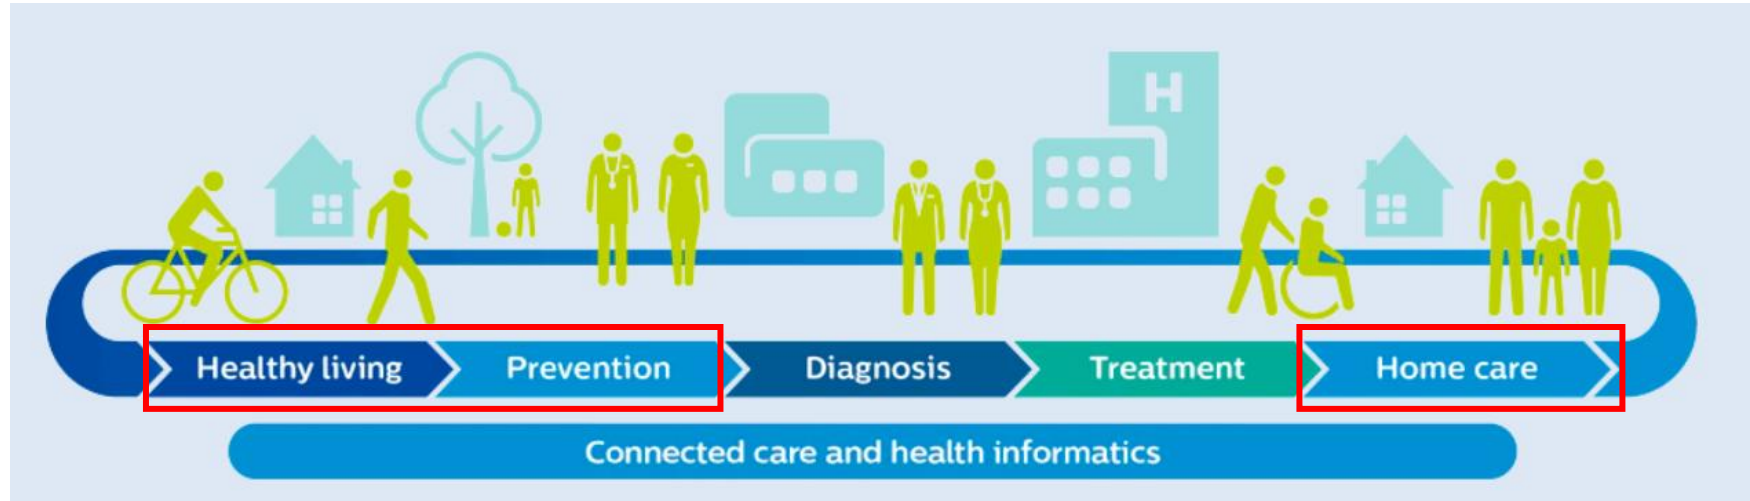 H
Healthy living
Prevention
Diagnosis
Treatment
Home care
Connected care and health informatics